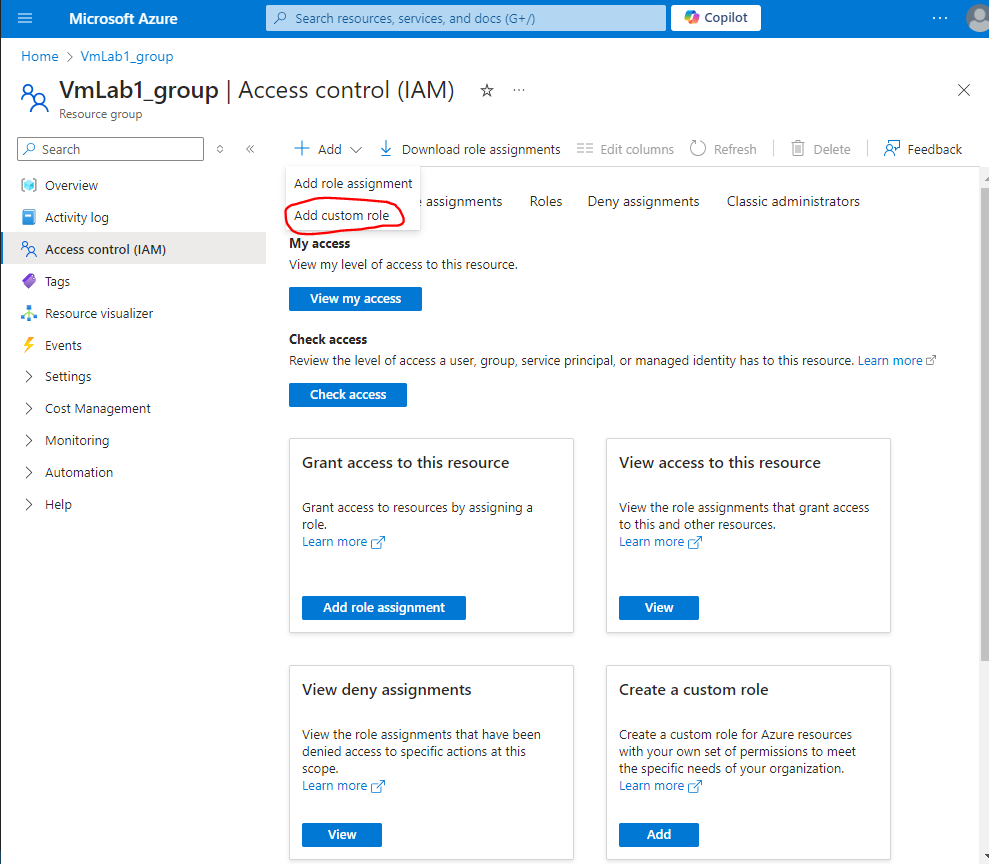 Microsoft Azure
Search resources, services, and docs (G+/)
Copilot
Home > VmLab1_group
VmLab1_group | Access control (IAM)
Resource group
Search
Add
Download role assignments
Edit columns
Refresh
Delete
Feedback
Overview
Activity log
Access control (IAM)
Tags
Resource visualizer
Events
Settings
Cost Management
Monitoring
Automation
Help
Add role assignment
Add custom role
assignments
Roles
Deny assignments
Classic administrators
My access
View my level of access to this resource.
View my access
Check access
Review the level of access a user, group, service principal, or managed identity has to this resource. Learn more
Check access
Grant access to this resource
Grant access to resources by assigning a
role.
Learn more
Add role assignment
View access to this resource
View the role assignments that grant access
to this and other resources.
Learn more
View
View deny assignments
View the role assignments that have been
denied access to specific actions at this
scope.
Learn more
View
Create a custom role
Create a custom role for Azure resources
with your own set of permissions to meet
the specific needs of your organization.
Learn more
Add